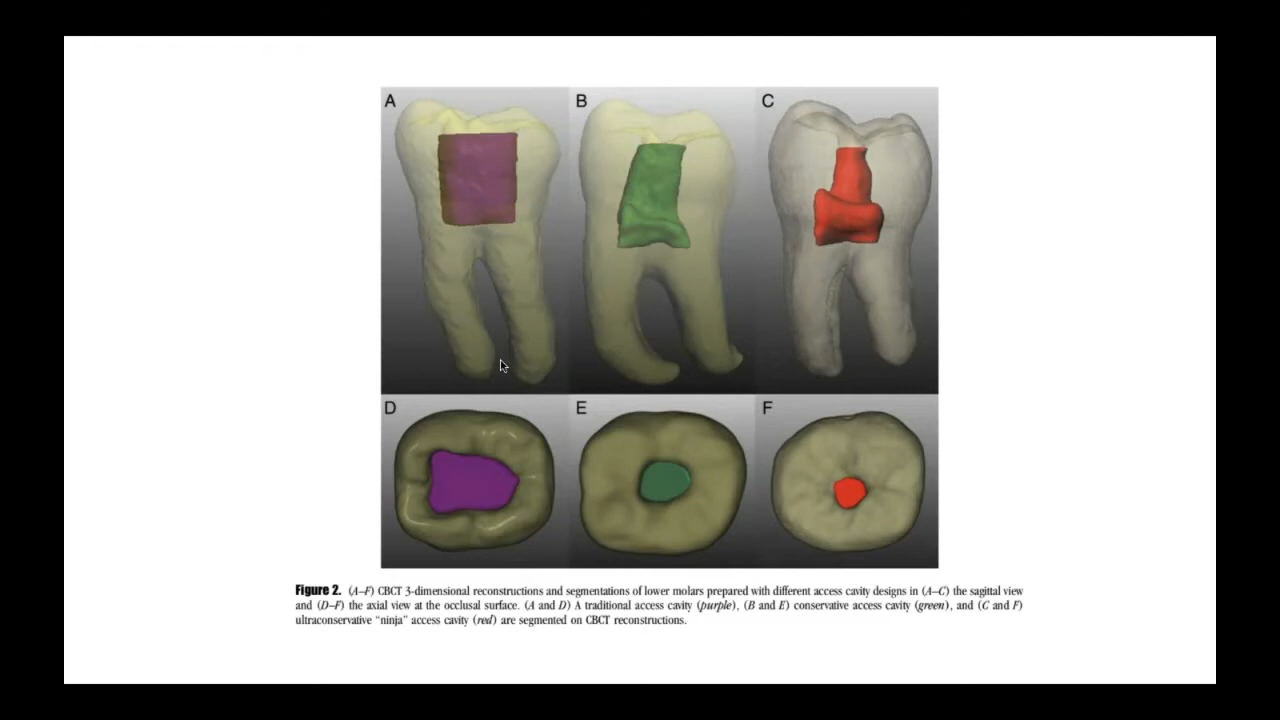 A B C
D E F
Figure 2. (A–F) CBCT 3-dimensional reconstructions and segmentations of lower molars prepared with different access cavity designs in (A–C) the sagittal view
and (D–F) the axial view at the occlusal surface. (A and D) A traditional access cavity (purple), (B and E) conservative access cavity (green), and (C and F)
ultraconservative “ninja” access cavity (red) are segmented on CBCT reconstructions.